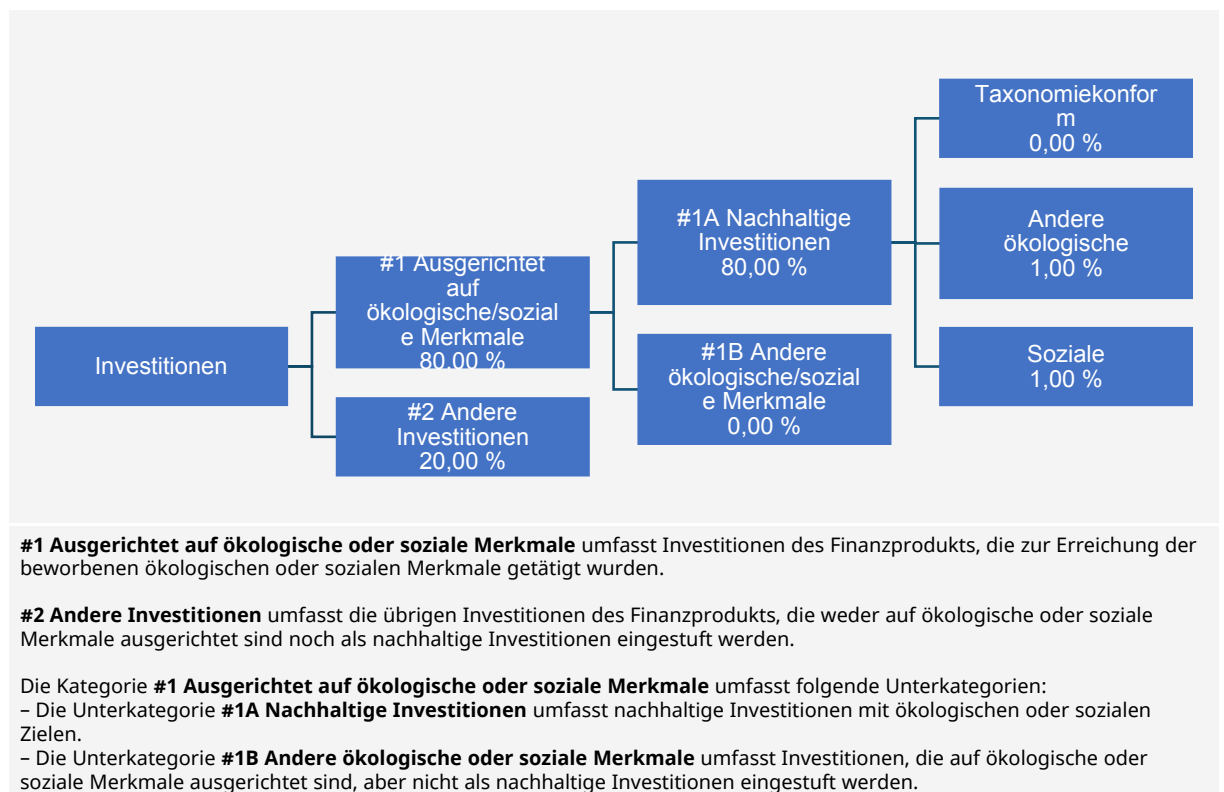 Investitionen
#1 Ausgerichtet
auf
ökologische/sozial
e Merkmale
80,00 %
#2 Andere
Investitionen
20,00 %
#1A Nachhaltige
Investitionen
80,00 %
#1B Andere
ökologische/sozial
e Merkmale
0,00 %
Taxonomiekonfor
m
0,00 %
Andere
ökologische
1,00 %
Soziale
1,00 %
#1 Ausgerichtet auf ökologische oder soziale Merkmale umfasst Investitionen des Finanzprodukts, die zur Erreichung der
beworbenen ökologischen oder sozialen Merkmale getätigt wurden.
#2 Andere Investitionen umfasst die übrigen Investitionen des Finanzprodukts, die weder auf ökologische oder soziale
Merkmale ausgerichtet sind noch als nachhaltige Investitionen eingestuft werden.
Die Kategorie #1 Ausgerichtet auf ökologische oder soziale Merkmale umfasst folgende Unterkategorien:
– Die Unterkategorie #1A Nachhaltige Investitionen umfasst nachhaltige Investitionen mit ökologischen oder sozialen
Zielen.
– Die Unterkategorie #1B Andere ökologische oder soziale Merkmale umfasst Investitionen, die auf ökologische oder
soziale Merkmale ausgerichtet sind, aber nicht als nachhaltige Investitionen eingestuft werden.